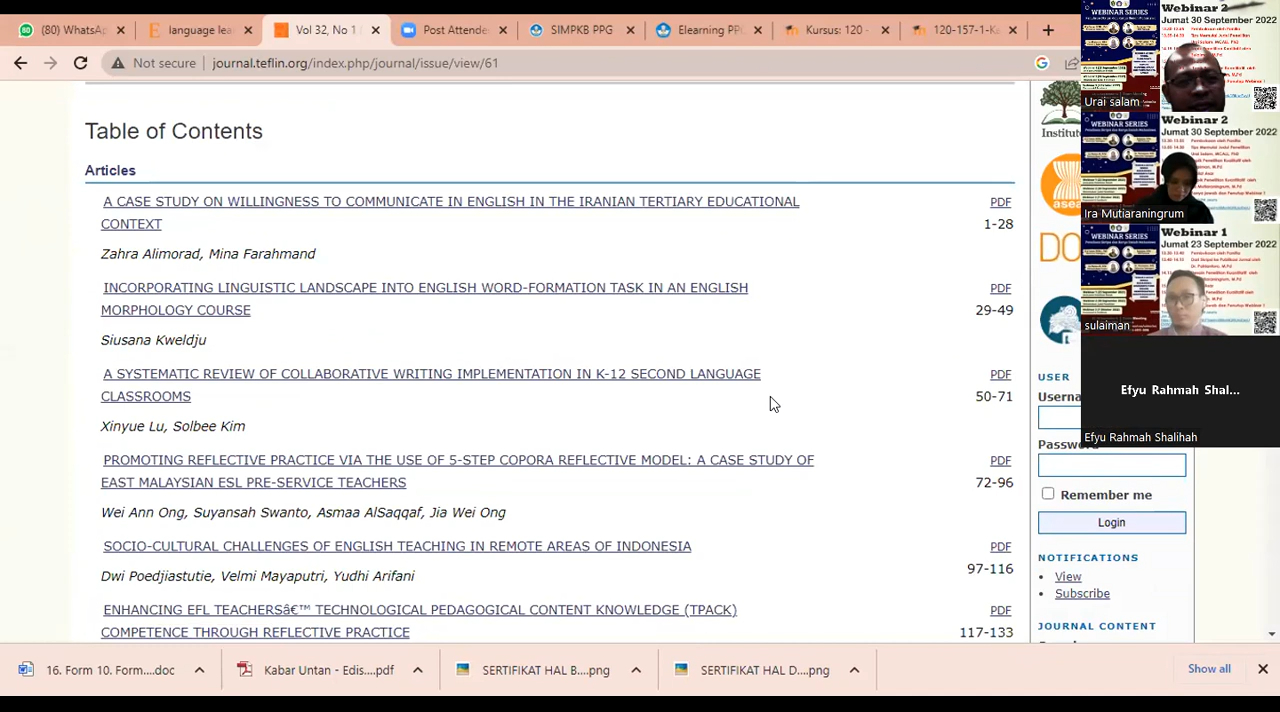 (80) WhatsAp
language lea
Vol 32, No 1
SIMPKB PPG
Elearning PP
Kursus: 120 -
120-157-11-K
Not secure
journal.teflin.org/index.php/journal/issue/view/61
Table of Contents
Articles
A CASE STUDY ON WILLINGNESS TO COMMUNICATE IN ENGLISH IN THE IRANIAN TERTIARY EDUCATIONAL
PDF
CONTEXT
1-28
Zahra Alimorad, Mina Farahmand
INCORPORATING LINGUISTIC LANDSCAPE INTO ENGLISH WORD-FORMATION TASK IN AN ENGLISH
PDF
MORPHOLOGY COURSE
29-49
Siusana Kweldju
A SYSTEMATIC REVIEW OF COLLABORATIVE WRITING IMPLEMENTATION IN K-12 SECOND LANGUAGE
PDF
CLASSROOMS
50-71
Xinyue Lu, Solbee Kim
PROMOTING REFLECTIVE PRACTICE VIA THE USE OF 5-STEP COPORA REFLECTIVE MODEL: A CASE STUDY OF
PDF
EAST MALAYSIAN ESL PRE-SERVICE TEACHERS
72-96
Wei Ann Ong, Suyansah Swanto, Asmaa AlSaqqaf, Jia Wei Ong
SOCIO-CULTURAL CHALLENGES OF ENGLISH TEACHING IN REMOTE AREAS OF INDONESIA
PDF
97-116
Dwi Poedjiastutie, Velmi Mayaputri, Yudhi Arifani
ENHANCING EFL TEACHERSâ€™ TECHNOLOGICAL PEDAGOGICAL CONTENT KNOWLEDGE (TPACK)
PDF
COMPETENCE THROUGH REFLECTIVE PRACTICE
117-133
Institut
USER
Userna
Password
Remember me
Login
NOTIFICATIONS
View
Subscribe
JOURNAL CONTENT
WEBINAR SERIES
Webinar 2
Jumat 30 September 2022
Urai salam
WEBINAR SERIES
Webinar 2
Jumat 30 September 2022
Ira Mutiaraningrum
WEBINAR SERIES
Webinar 1
Jumat 23 September 2022
sulaiman
Efyu Rahmah Shal...
Efyu Rahmah Shalihah
16. Form 10. Form....doc
Kabar Untan - Edis....pdf
SERTIFIKAT HAL B....png
SERTIFIKAT HAL D....png
Show all